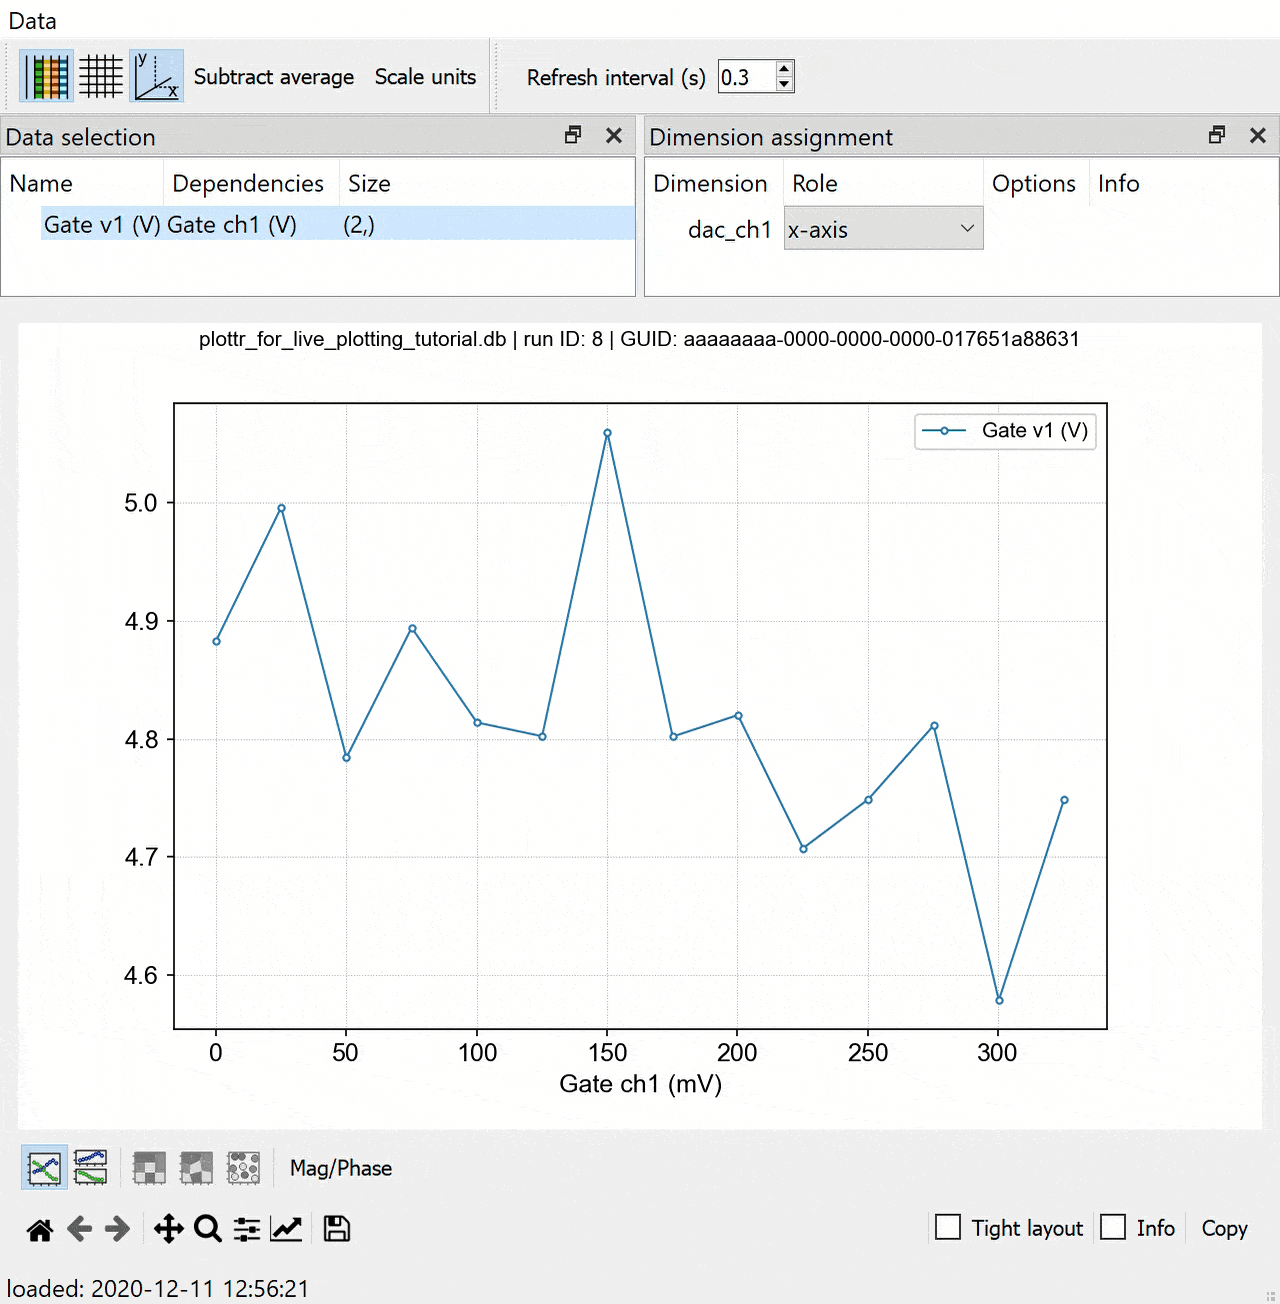 Data
y
x
Subtract average Scale units Refresh interval (s) 0.3
Data selection
Name Dependencies Size
Gate v1 (V) Gate ch1 (V) (2,)
Dimension assignment
Dimension Role Options Info
dac_ch1 x-axis
plottr_for_live_plotting_tutorial.db | run ID: 8 | GUID: aaaaaaaa-0000-0000-0000-017651a88631
Gate v1 (V)
5.0
4.9
4.8
4.7
4.6
0 50 100 150 200 250 300
Gate ch1 (mV)
Mag/Phase
Tight layout Info Copy
loaded: 2020-12-11 12:56:21